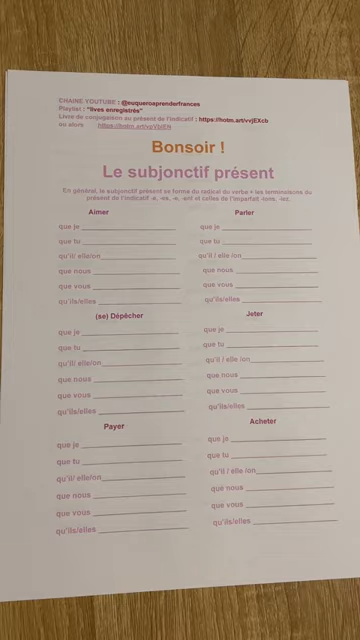 CHAINE YOUTUBE : @euqueroaprenderfrances
Playlist : "lives enregistrés"
Livre de conjugaison au présent de l'indicatif : https://hotm.art/vvjEXcb
ou alors
Bonsoir !
Le subjonctif présent
En général, le subjonctif présent se forme du radical du verbe + les terminaisons du
présent de l'indicatif -e, -es, -e, -ent et celles de l'imparfait -ions, -iez.
Aimer
que je
que tu
qu'il/ elle/on
que nous
que vous
qu'ils/elles
Parler
que je
que tu
qu'il / elle /on
que nous
que vous
qu'ils/elles
(se) Dépêcher
que je
que tu
qu'il/ elle/on
que nous
que vous
qu'ils/elles
Jeter
que je
que tu
qu'il / elle /on
que nous
que vous
qu'ils/elles
Payer
que je
que tu
qu'il/ elle/on
que nous
que vous
qu'ils/elles
Acheter
que je
que tu
qu'il / elle /on
que nous
que vous
qu'ils/elles